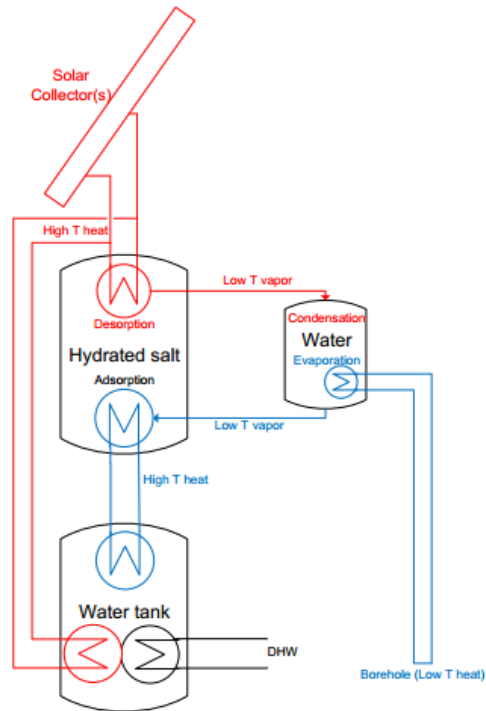 Solar
Collector(s)
High T heat
Low T vapor
Desorption
Condensation
Water
Hydrated salt
Evaporation
Adsorption
Low T vapor
High T heat
Water tank
DHW
Borehole (Low T heat)